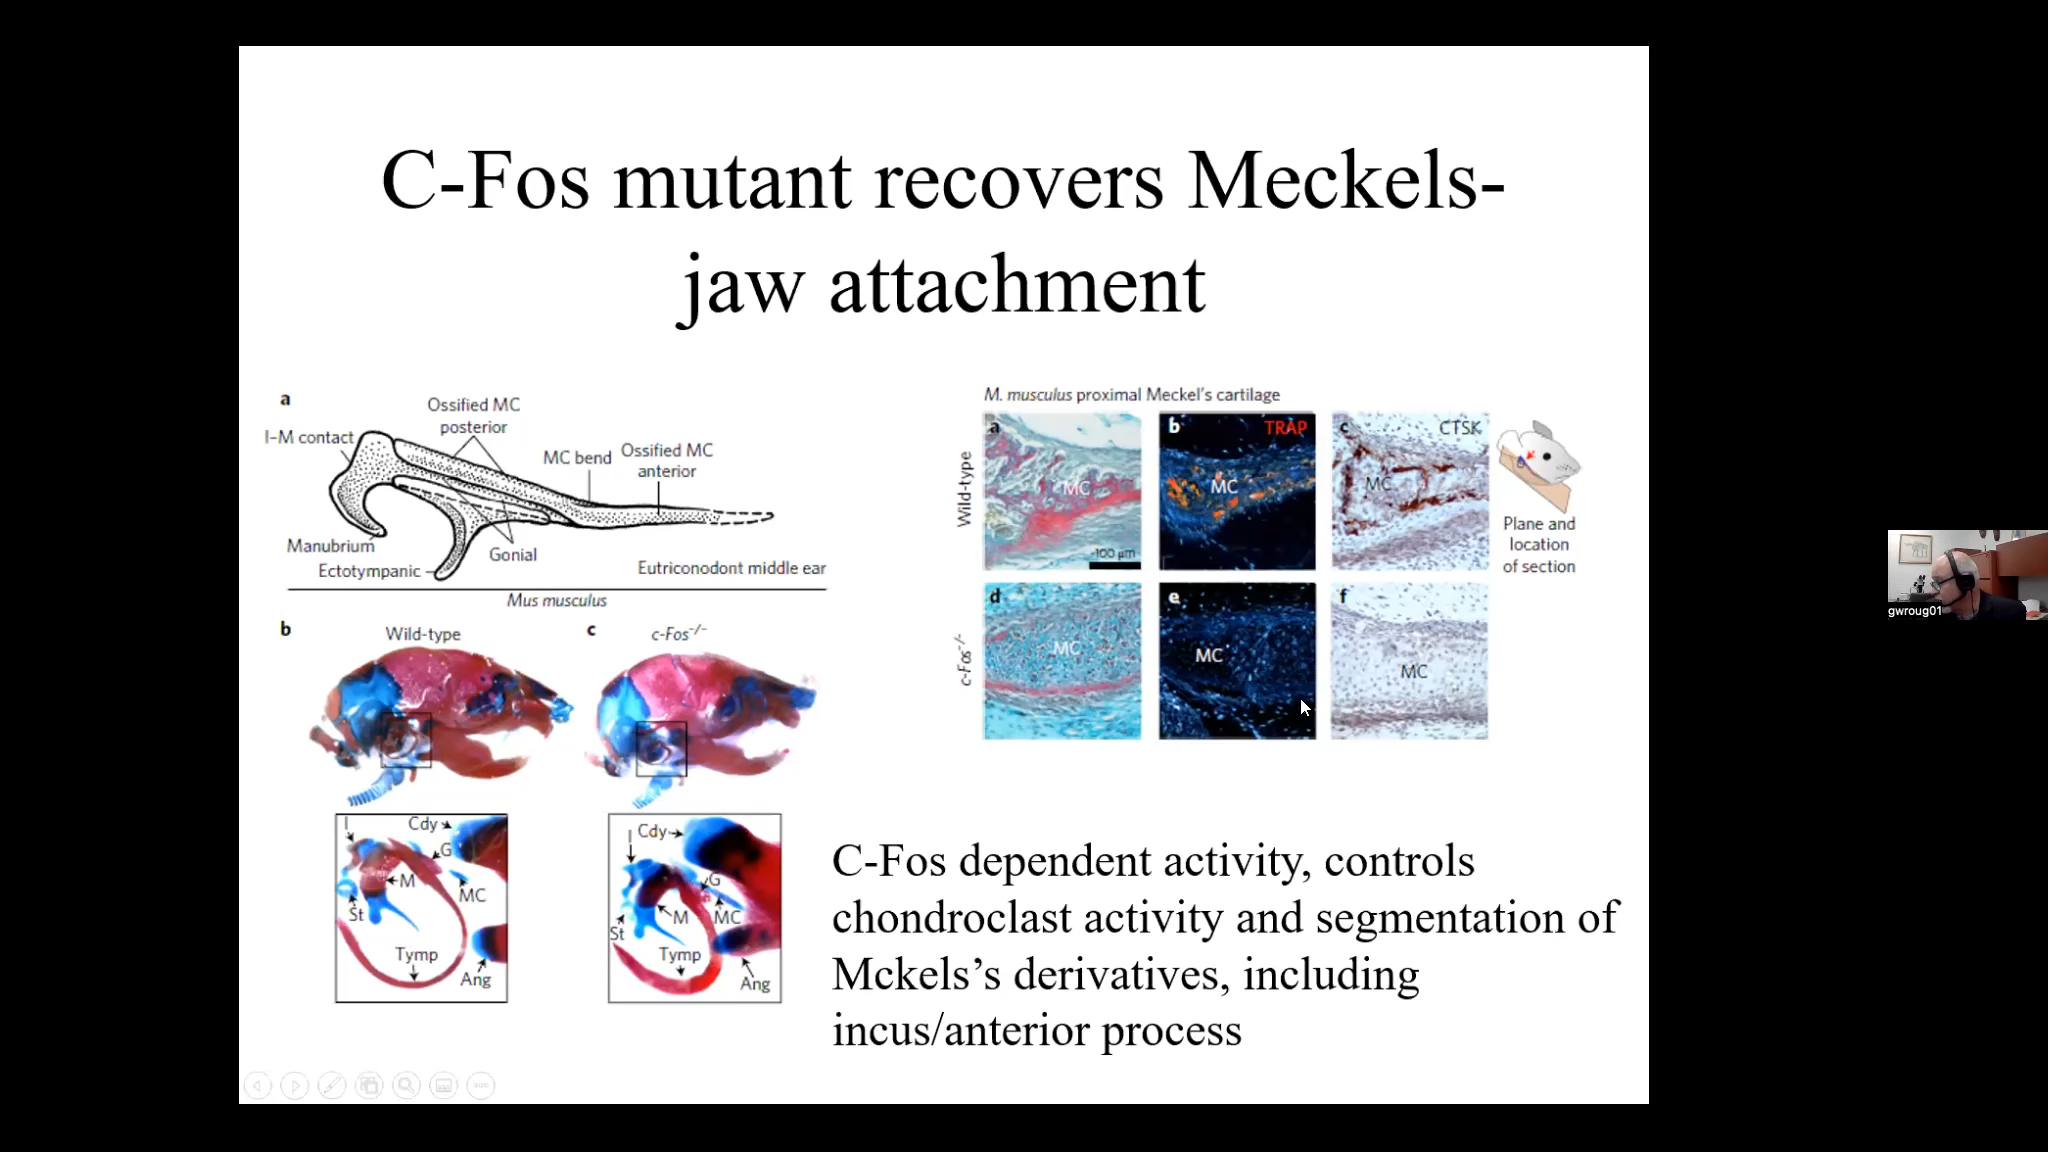 C-Fos mutant recovers Meckels-
jaw attachment
a
Ossified MC
posterior
I–M contact
MC bend
Ossified MC
anterior
Manubrium
Ectotympanic
Gonial
Eutriconodont middle ear
Mus musculus
b
Wild-type
c
c-Fos–/–
I
Cdy
G
M
MC
St
Tymp
Ang
I
Cdy
G
M
MC
St
Tymp
Ang
M. musculus proximal Meckel's cartilage
Wild-type
a
MC
100 μm
b
TRAP
MC
c
CTSK
MC
Plane and
location
of section
c-Fos–/–
d
MC
e
MC
f
MC
C-Fos dependent activity, controls
chondroclast activity and segmentation of
Mckels’s derivatives, including
incus/anterior process
gwroug01